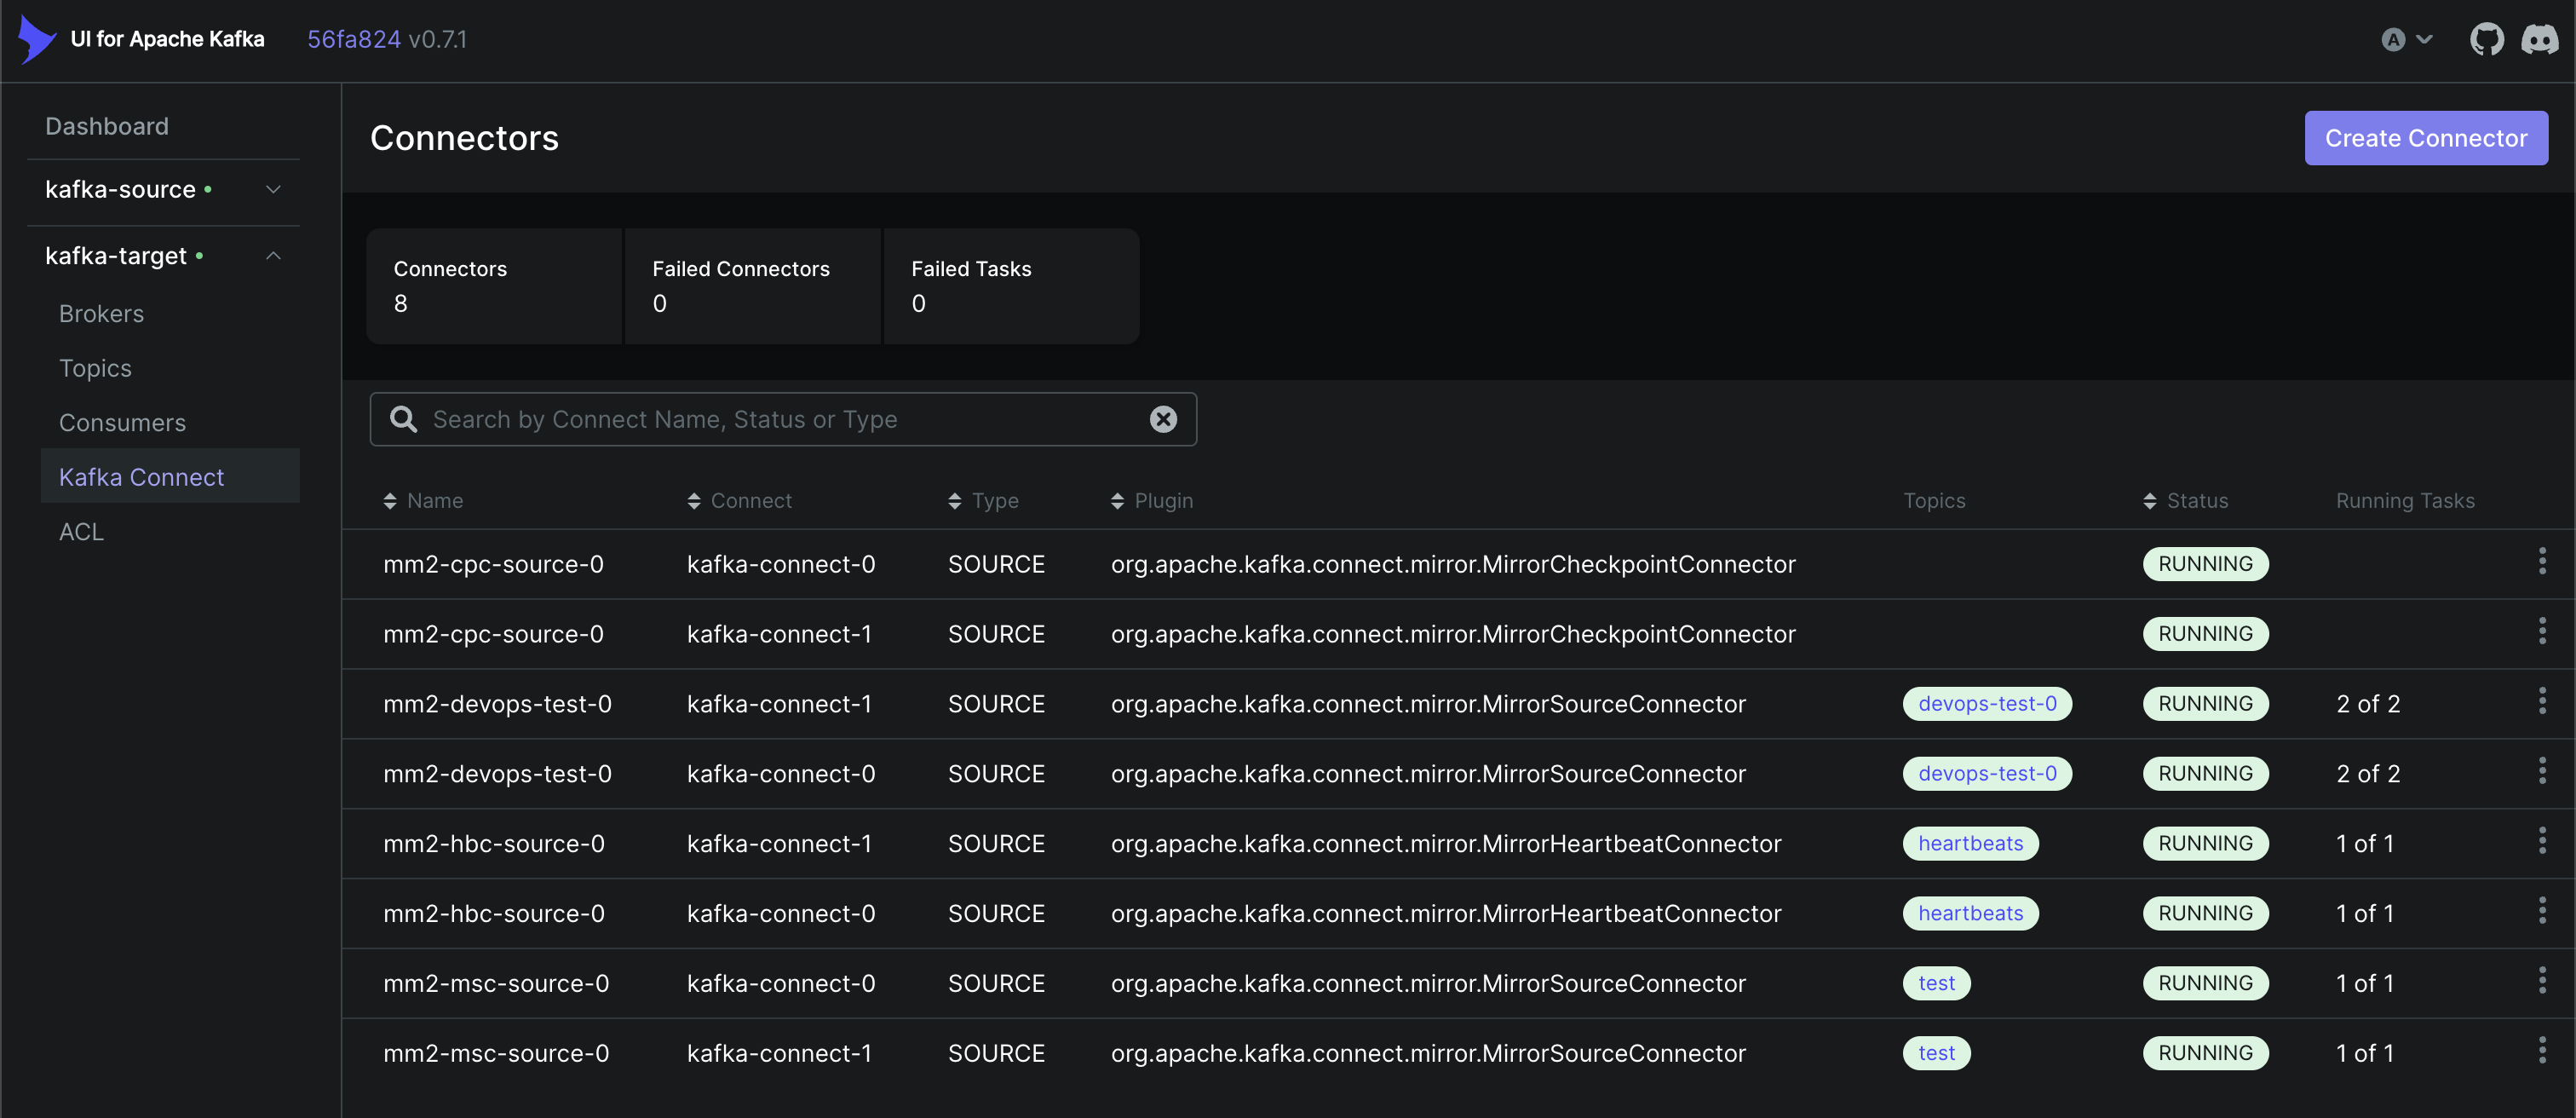 UI for Apache Kafka 56fa824 v0.7.1 A
Dashboard
kafka-source
kafka-target
Brokers
Topics
Consumers
Kafka Connect
ACL
Connectors
Create Connector
Connectors
8
Failed Connectors
0
Failed Tasks
0
Search by Connect Name, Status or Type
Name Connect Type Plugin Topics Status Running Tasks
mm2-cpc-source-0 kafka-connect-0 SOURCE org.apache.kafka.connect.mirror.MirrorCheckpointConnector RUNNING
mm2-cpc-source-0 kafka-connect-1 SOURCE org.apache.kafka.connect.mirror.MirrorCheckpointConnector RUNNING
mm2-devops-test-0 kafka-connect-1 SOURCE org.apache.kafka.connect.mirror.MirrorSourceConnector devops-test-0 RUNNING 2 of 2
mm2-devops-test-0 kafka-connect-0 SOURCE org.apache.kafka.connect.mirror.MirrorSourceConnector devops-test-0 RUNNING 2 of 2
mm2-hbc-source-0 kafka-connect-1 SOURCE org.apache.kafka.connect.mirror.MirrorHeartbeatConnector heartbeats RUNNING 1 of 1
mm2-hbc-source-0 kafka-connect-0 SOURCE org.apache.kafka.connect.mirror.MirrorHeartbeatConnector heartbeats RUNNING 1 of 1
mm2-msc-source-0 kafka-connect-0 SOURCE org.apache.kafka.connect.mirror.MirrorSourceConnector test RUNNING 1 of 1
mm2-msc-source-0 kafka-connect-1 SOURCE org.apache.kafka.connect.mirror.MirrorSourceConnector test RUNNING 1 of 1